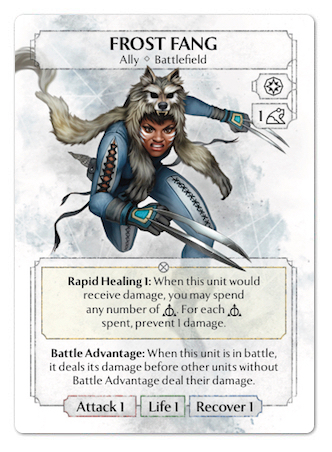 FROST FANG
Ally ◇ Battlefield
1
Rapid Healing 1: When this unit would
receive damage, you may spend
any number of . For each
spent, prevent 1 damage.
Battle Advantage: When this unit is in battle,
it deals its damage before other units without
Battle Advantage deal their damage.
Attack 1 Life 1 Recover 1